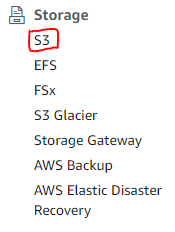 Storage
S3
EFS
FSx
S3 Glacier
Storage Gateway
AWS Backup
AWS Elastic Disaster
Recovery